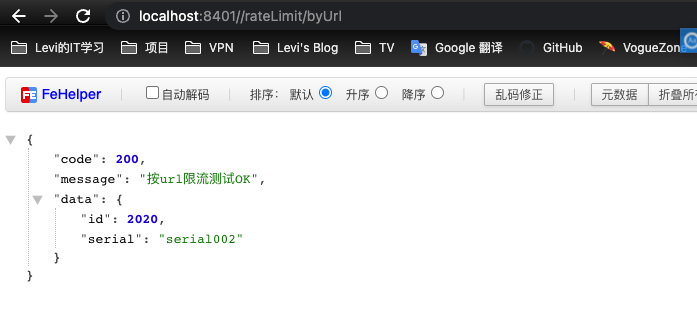 localhost:8401//rateLimit/byUrl
Levi的IT学习 项目 VPN Levi's Blog TV Google 翻译 GitHub VogueZone
FeHelper 自动解码 排序: 默认 升序 降序 乱码修正 元数据 折叠所
{
"code": 200,
"message": "按url限流测试OK",
"data": {
"id": 2020,
"serial": "serial002"
}
}